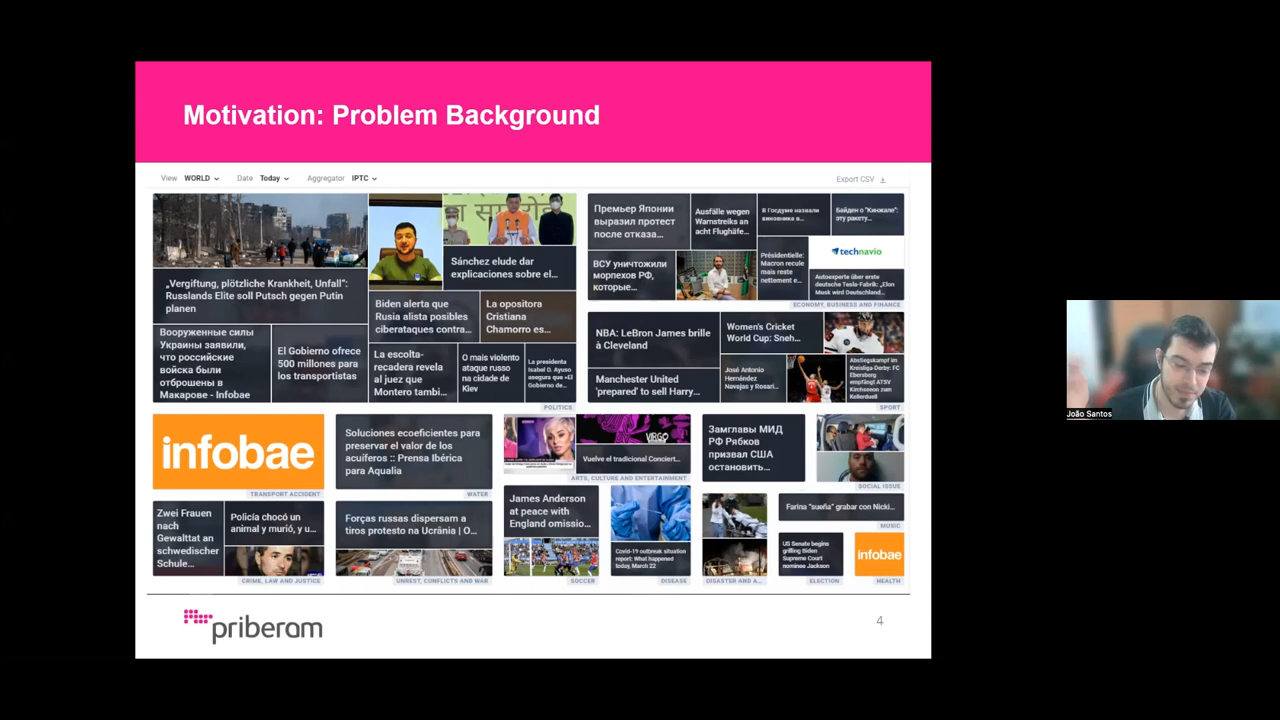 Motivation: Problem Background
View WORLD Date Today Aggregator IPTC
Export CSV
„Vergiftung, plötzliche Krankheit, Unfall“:
Russlands Elite soll Putsch gegen Putin
planen
Sánchez elude dar
explicaciones sobre el...
Biden alerta que
Rusia alista posibles
ciberataques contra...
La opositora
Cristiana
Chamorro es...
Вооруженные силы
Украины заявили,
что российские
войска были
отброшены в
Макарове - Infobae
El Gobierno ofrece
500 millones para
los transportistas
La escolta-
recadera revela
al juez que
Montero tambi...
O mais violento
ataque russo
na cidade de
Kiev
La presidenta
Isabel D. Ayuso
asegura que «El
Gobierno de...
POLITICS
Премьер Японии
выразил протест
после отказа...
Ausfälle wegen
Warnstreiks an
acht Flughäfe...
В Госдуме назвали
виновника в...
Байден о "Кинжале":
эту ракету...
ВСУ уничтожили
морпехов РФ,
которые...
Présidentielle:
Macron recule
mais reste
nettement e...
technavio
Autoexperte über erste
deutsche Tesla-Fabrik: „Elon
Musk wird Deutschland...
ECONOMY, BUSINESS AND FINANCE
NBA: LeBron James brille
à Cleveland
Women's Cricket
World Cup: Sneh...
Manchester United
'prepared' to sell Harry...
José Antonio
Hernández
Navajas y Rosari...
Abstiegskampf im
Kreisliga-Derby: FC
Ebersberg
empfängt ATSV
Kirchseeon zum
Kellerduell
SPORT
infobae
TRANSPORT ACCIDENT
Soluciones ecoeficientes para
preservar el valor de los
acuíferos :: Prensa Ibérica
para Aqualia
WATER
VIRGO
Vuelve el tradicional Conciert...
ARTS, CULTURE AND ENTERTAINMENT
Замглавы МИД
РФ Рябков
призвал США
остановить...
SOCIAL ISSUE
Zwei Frauen
nach
Gewalttat an
schwedischer
Schule...
Policía chocó un
animal y murió, y u...
CRIME, LAW AND JUSTICE
Forças russas dispersam a
tiros protesto na Ucrânia | O...
UNREST, CONFLICTS AND WAR
James Anderson
at peace with
England omissio...
SOCCER
Covid-19 outbreak situation
report: What happened
today, March 22
DISEASE
DISASTER AND A...
Farina "sueña" grabar con Nicki...
MUSIC
US Senate begins
grilling Biden
Supreme Court
nominee Jackson
ELECTION
infobae
HEALTH
priberam
4
João Santos